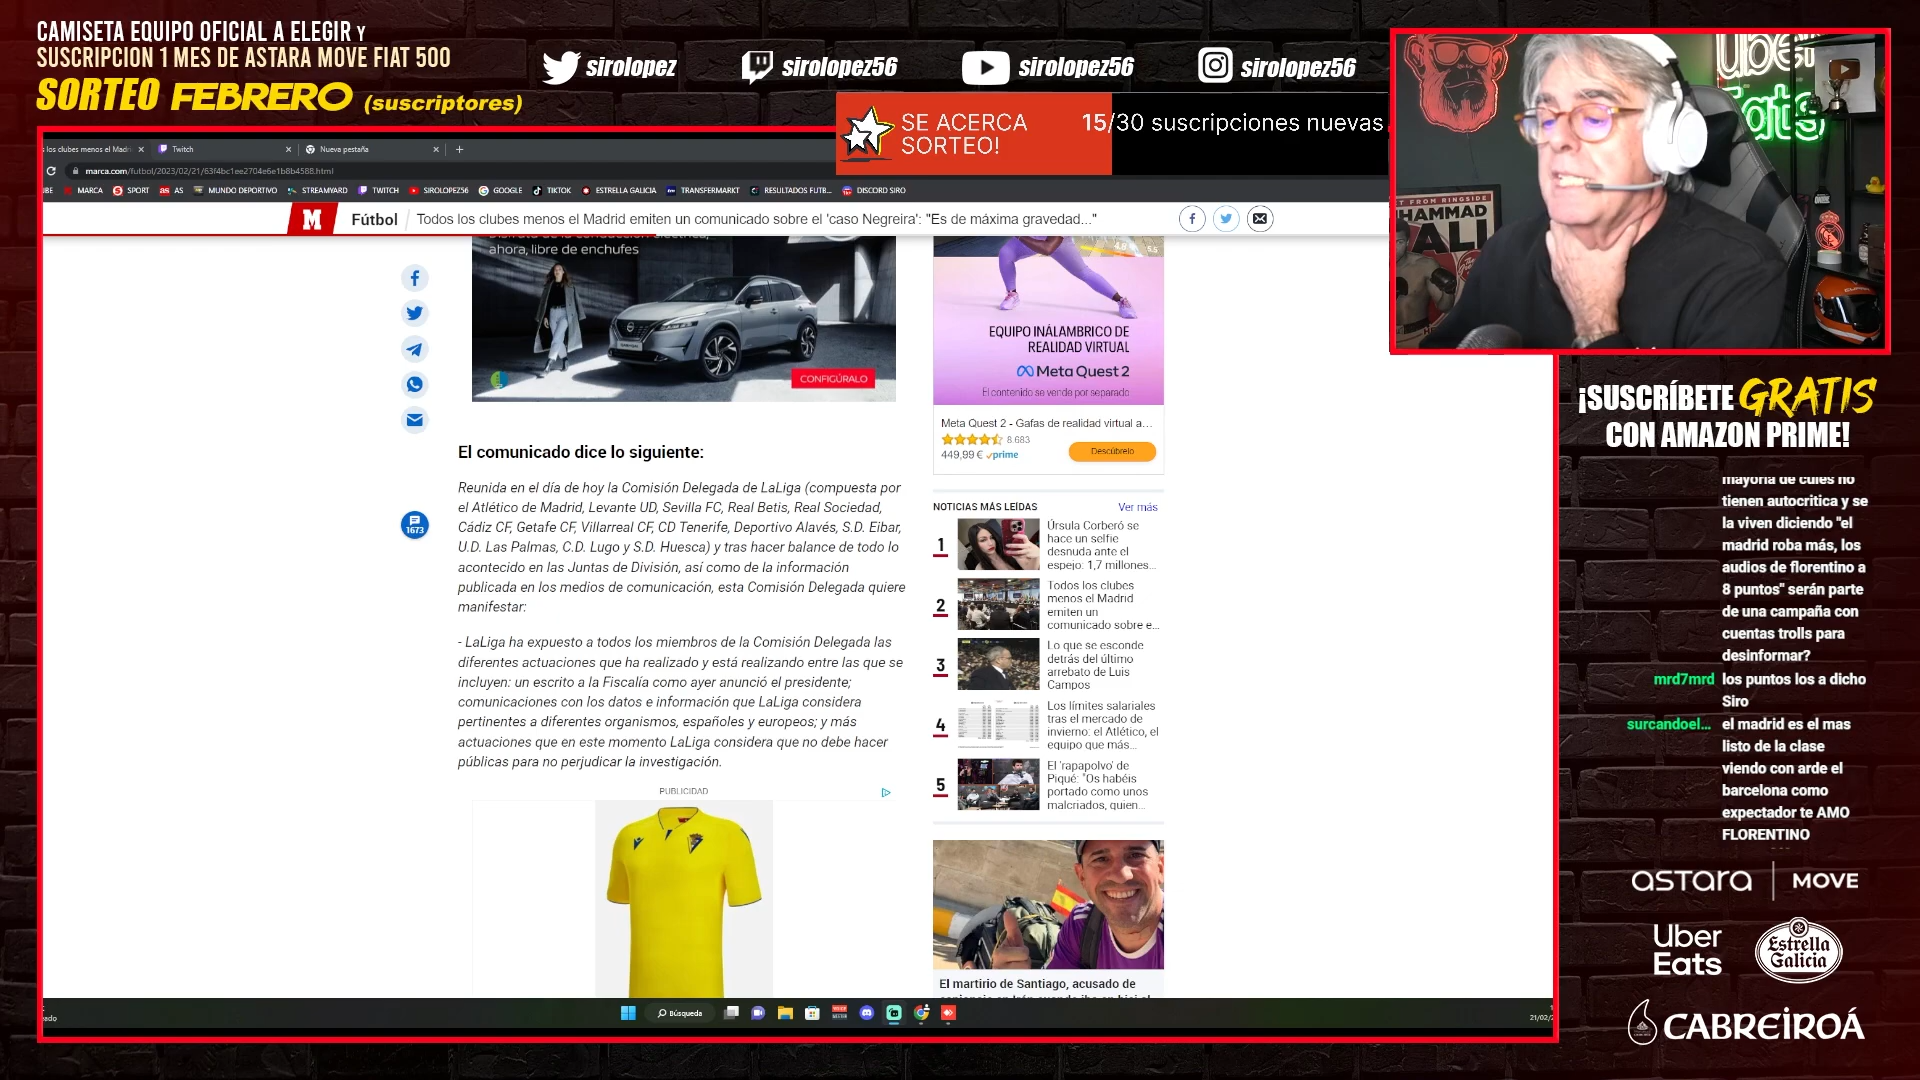 CAMISETA EQUIPO OFICIAL A ELEGIR Y
SUSCRIPCION 1 MES DE ASTARA MOVE FIAT 500
SORTEO FEBRERO (suscriptores)
sirolopez
sirolopez56
sirolopez56
sirolopez56
SE ACERCA
SORTEO!
15/30 suscripciones nuevas
Uber
Eats
T FROM RINGSIDE
HAMMAD
ALI
s los clubes menos el Madri
Twitch
Nueva pestaña
marca.com/futbol/2023/02/21/63f4bc1ee2704e6e1b8b4588.html
UBE
MARCA
SPORT
AS
MUNDO DEPORTIVO
STREAMYARD
TWITCH
SIROLOPEZ56
GOOGLE
TIKTOK
ESTRELLA GALICIA
TRANSFERMARKT
RESULTADOS FUTB...
DISCORD SIRO
M
Fútbol
Todos los clubes menos el Madrid emiten un comunicado sobre el 'caso Negreira': "Es de máxima gravedad..."
ahora, libre de enchufes
CONFIGÚRALO
1673
El comunicado dice lo siguiente:
Reunida en el día de hoy la Comisión Delegada de LaLiga (compuesta por
el Atlético de Madrid, Levante UD, Sevilla FC, Real Betis, Real Sociedad,
Cádiz CF, Getafe CF, Villarreal CF, CD Tenerife, Deportivo Alavés, S.D. Eibar,
U.D. Las Palmas, C.D. Lugo y S.D. Huesca) y tras hacer balance de todo lo
acontecido en las Juntas de División, así como de la información
publicada en los medios de comunicación, esta Comisión Delegada quiere
manifestar:
- LaLiga ha expuesto a todos los miembros de la Comisión Delegada las
diferentes actuaciones que ha realizado y está realizando entre las que se
incluyen: un escrito a la Fiscalía como ayer anunció el presidente;
comunicaciones con los datos e información que LaLiga considera
pertinentes a diferentes organismos, españoles y europeos; y más
actuaciones que en este momento LaLiga considera que no debe hacer
públicas para no perjudicar la investigación.
PUBLICIDAD
EQUIPO INÁLAMBRICO DE
REALIDAD VIRTUAL
Meta Quest 2
El contenido se vende por separado
Meta Quest 2 - Gafas de realidad virtual a...
8.683
449,99 € prime
Descúbrelo
NOTICIAS MÁS LEÍDAS
Ver más
1
Úrsula Corberó se
hace un selfie
desnuda ante el
espejo: 1,7 millones...
2
Todos los clubes
menos el Madrid
emiten un
comunicado sobre e...
3
Lo que se esconde
detrás del último
arrebato de Luis
Campos
4
Los límites salariales
tras el mercado de
invierno: el Atlético, el
equipo que más...
5
El 'rapapolvo' de
Piqué: "Os habéis
portado como unos
malcriados, quien...
El martirio de Santiago, acusado de
Búsqueda
21/02/2
¡SUSCRÍBETE GRATIS
CON AMAZON PRIME!
mayoría de culés no
tienen autocritica y se
la viven diciendo "el
madrid roba más, los
audios de florentino a
8 puntos" serán parte
de una campaña con
cuentas trolls para
desinformar?
mrd7mrd los puntos los a dicho
Siro
surcandoel... el madrid es el mas
listo de la clase
viendo con arde el
barcelona como
expectador te AMO
FLORENTINO
astara | MOVE
Uber
Eats
Estrella
Galicia
CABREIROÁ